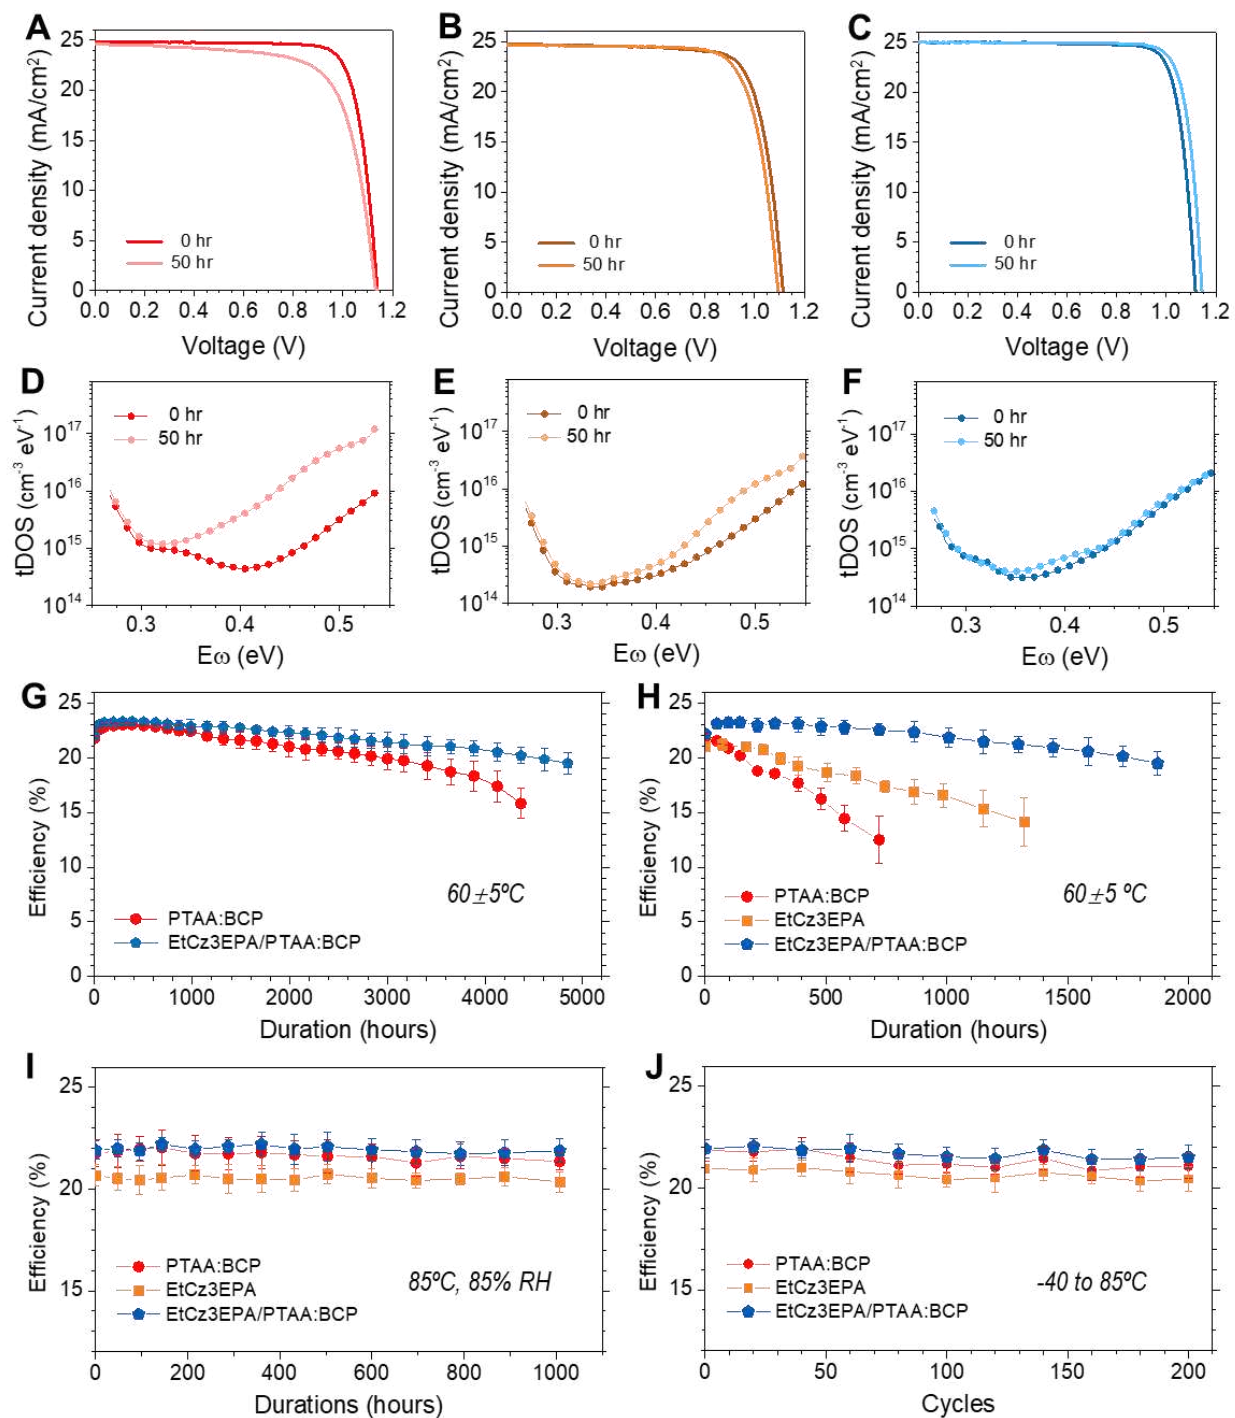 A
25
20
15
10
5
0
Current density (mA/cm²)
0 hr
50 hr
0.0 0.2 0.4 0.6 0.8 1.0 1.2
Voltage (V)
B
25
20
15
10
5
0
Current density (mA/cm²)
0 hr
50 hr
0.0 0.2 0.4 0.6 0.8 1.0 1.2
Voltage (V)
C
25
20
15
10
5
0
Current density (mA/cm²)
0 hr
50 hr
0.0 0.2 0.4 0.6 0.8 1.0 1.2
Voltage (V)
D
10¹⁷
10¹⁶
10¹⁵
10¹⁴
tDOS (cm⁻³ eV⁻¹)
0 hr
50 hr
0.3 0.4 0.5
Eω (eV)
E
10¹⁷
10¹⁶
10¹⁵
10¹⁴
tDOS (cm⁻³ eV⁻¹)
0 hr
50 hr
0.3 0.4 0.5
Eω (eV)
F
10¹⁷
10¹⁶
10¹⁵
10¹⁴
tDOS (cm⁻³ eV⁻¹)
0 hr
50 hr
0.3 0.4 0.5
Eω (eV)
G
25
20
15
10
5
0
Efficiency (%)
60±5ºC
PTAA:BCP
EtCz3EPA/PTAA:BCP
0 1000 2000 3000 4000 5000
Duration (hours)
H
25
20
15
10
5
0
Efficiency (%)
60±5 ºC
PTAA:BCP
EtCz3EPA
EtCz3EPA/PTAA:BCP
0 500 1000 1500 2000
Duration (hours)
I
25
20
15
Efficiency (%)
PTAA:BCP
EtCz3EPA
EtCz3EPA/PTAA:BCP
85ºC, 85% RH
0 200 400 600 800 1000
Durations (hours)
J
25
20
15
Efficiency (%)
PTAA:BCP
EtCz3EPA
EtCz3EPA/PTAA:BCP
-40 to 85ºC
0 50 100 150 200
Cycles